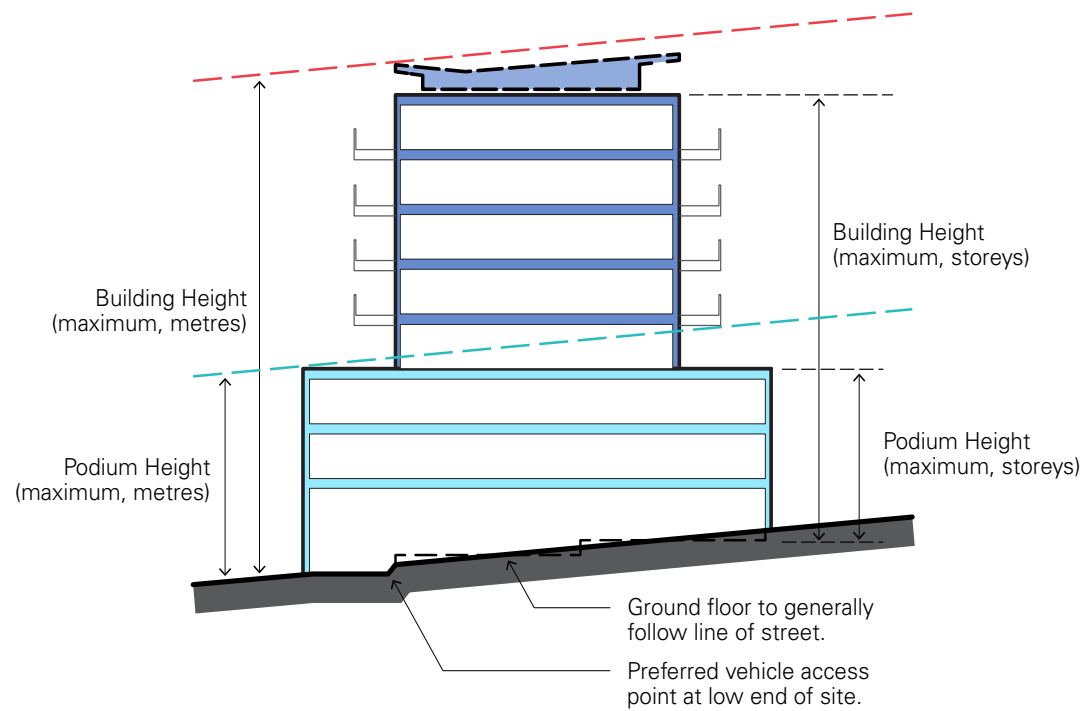 Building Height
(maximum, storeys)
Building Height
(maximum, metres)
Podium Height
(maximum, storeys)
Podium Height
(maximum, metres)
Ground floor to generally
follow line of street.
Preferred vehicle access
point at low end of site.